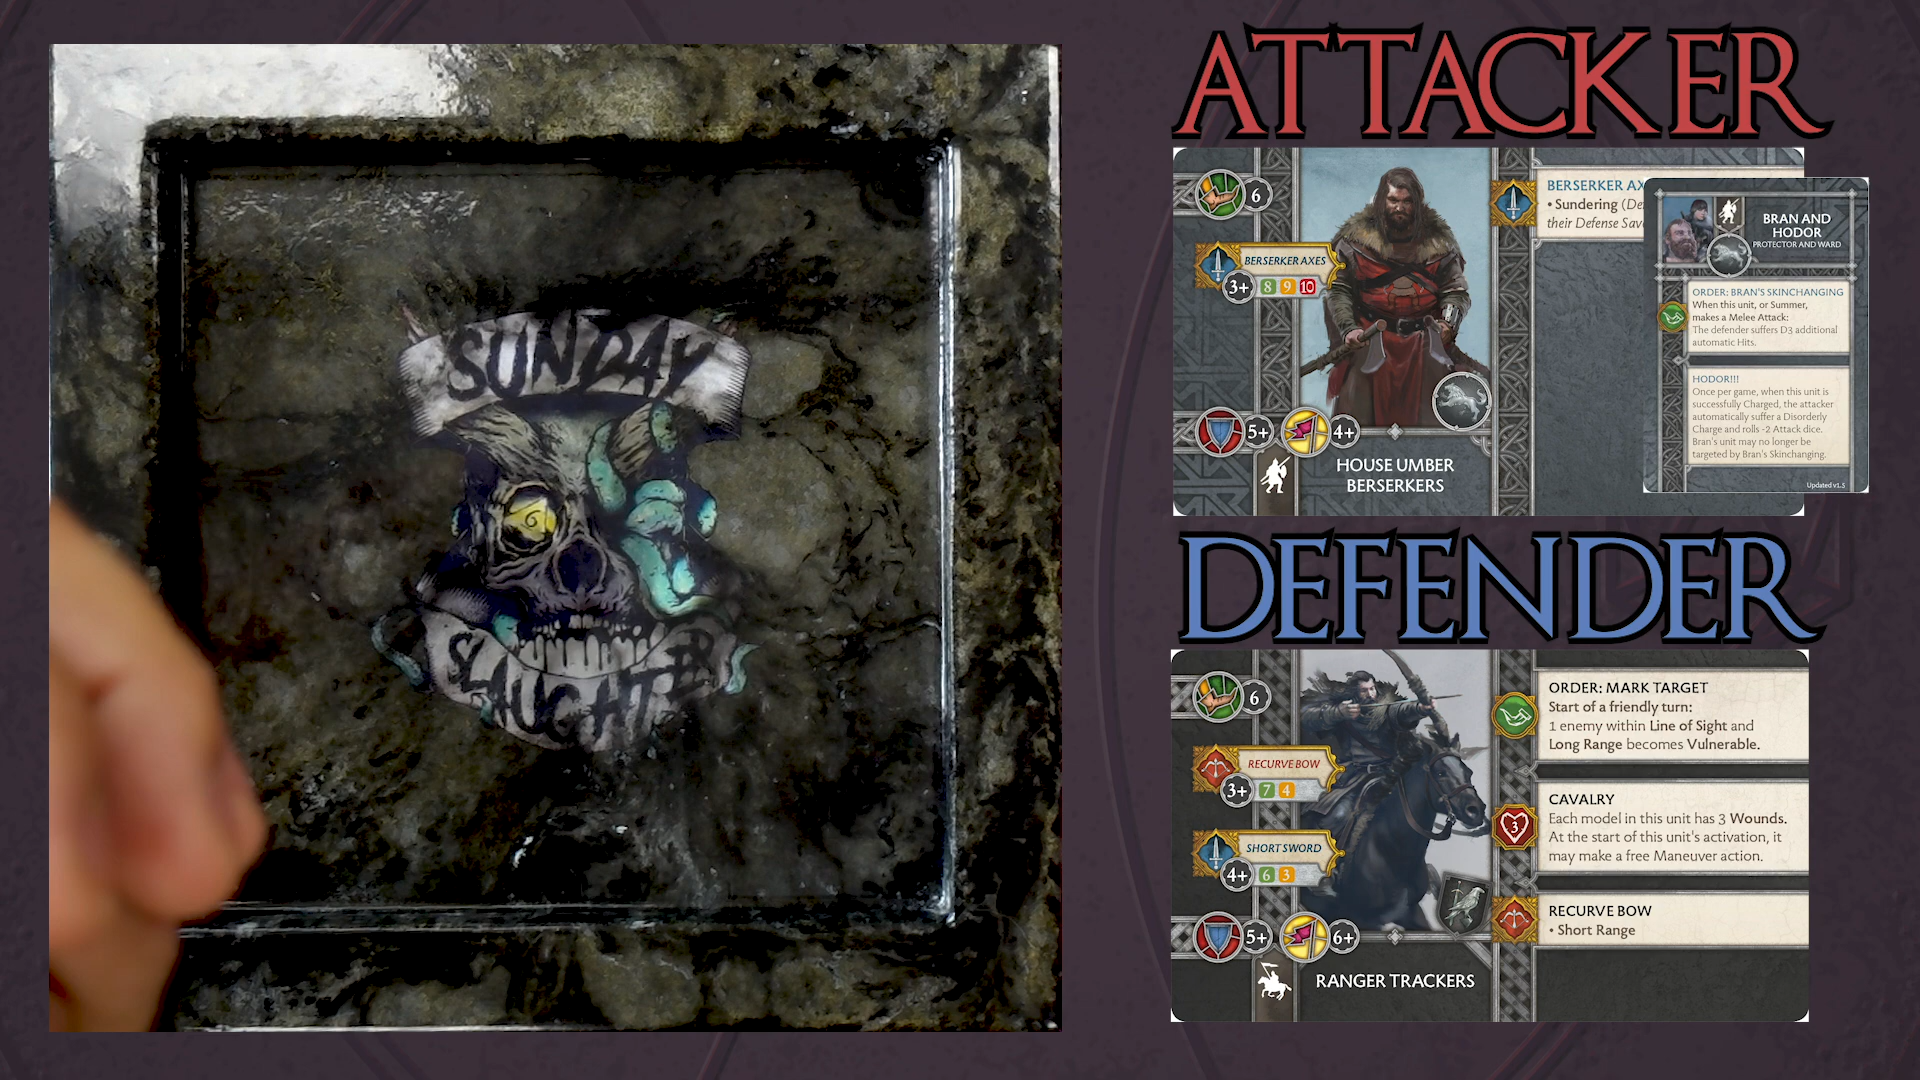 SUNDAY
SLAUGHTER
ATTACKER
6
BERSERKER AXES
3+ 8 9 10
5+ 4+
HOUSE UMBER
BERSERKERS
BERSERKER AX
• Sundering (De
their Defense Sav
BRAN AND
HODOR
PROTECTOR AND WARD
ORDER: BRAN'S SKINCHANGING
When this unit, or Summer,
makes a Melee Attack:
The defender suffers D3 additional
automatic Hits.
HODOR!!!
Once per game, when this unit is
successfully Charged, the attacker
automatically suffer a Disorderly
Charge and rolls -2 Attack dice.
Bran's unit may no longer be
targeted by Bran's Skinchanging.
Updated v1.5
DEFENDER
6
RECURVE BOW
3+ 7 4
SHORT SWORD
4+ 6 3
5+ 6+
RANGER TRACKERS
ORDER: MARK TARGET
Start of a friendly turn:
1 enemy within Line of Sight and
Long Range becomes Vulnerable.
3
CAVALRY
Each model in this unit has 3 Wounds.
At the start of this unit's activation, it
may make a free Maneuver action.
RECURVE BOW
• Short Range